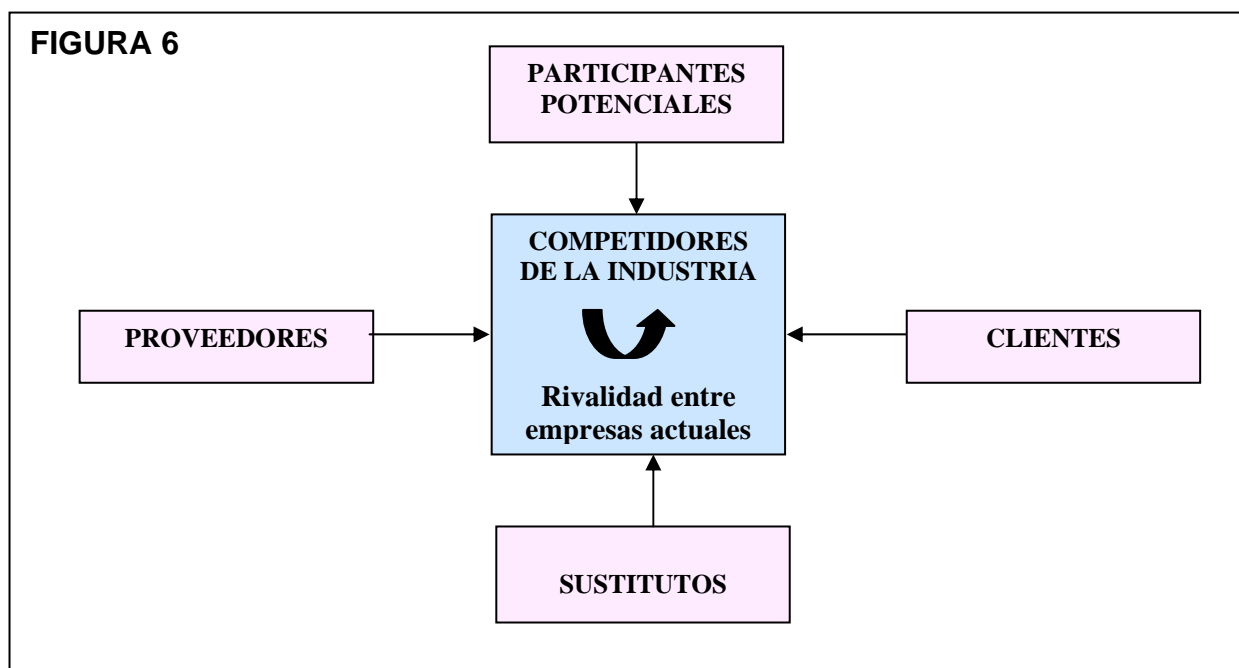 FIGURA 6
PARTICIPANTES
POTENCIALES
COMPETIDORES
DE LA INDUSTRIA
PROVEEDORES
CLIENTES
Rivalidad entre
empresas actuales
SUSTITUTOS